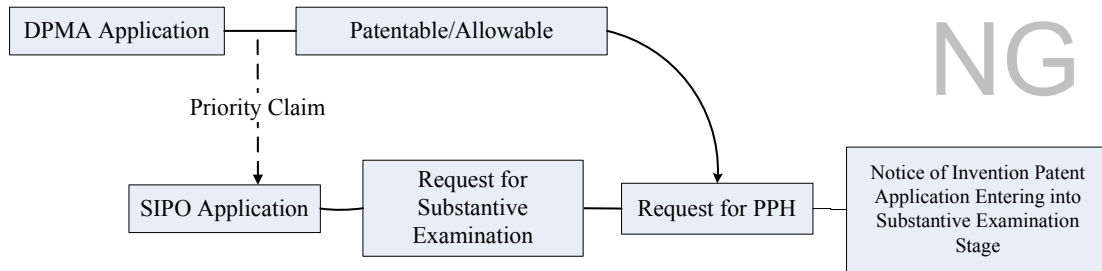 DPMA Application
Patentable/Allowable
NG
Priority Claim
SIPO Application
Request for
Substantive
Examination
Request for PPH
Notice of Invention Patent
Application Entering into
Substantive Examination
Stage